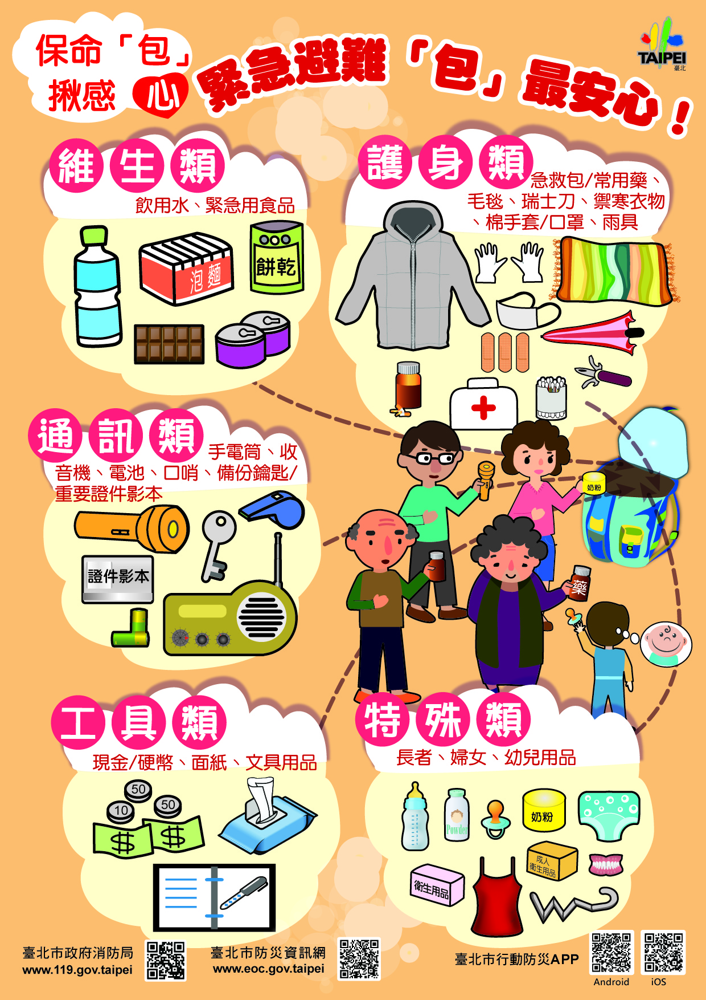 保命「包」
揪感 心
緊急避難「包」最安心！
TAIPEI
臺北
維生類
飲用水、緊急用食品
泡麵
餅乾
護身類
急救包/常用藥、
毛毯、瑞士刀、禦寒衣物
、棉手套/口罩、雨具
通訊類
手電筒、收
音機、電池、口哨、備份鑰匙/
重要證件影本
證件影本
奶粉
藥
工具類
現金/硬幣、面紙、文具用品
50
10
50
$
$
特殊類
長者、婦女、幼兒用品
Powder
奶粉
成人
衛生用品
衛生用品
臺北市政府消防局
www.119.gov.taipei
臺北市防災資訊網
www.eoc.gov.taipei
臺北市行動防災APP
Android
iOS